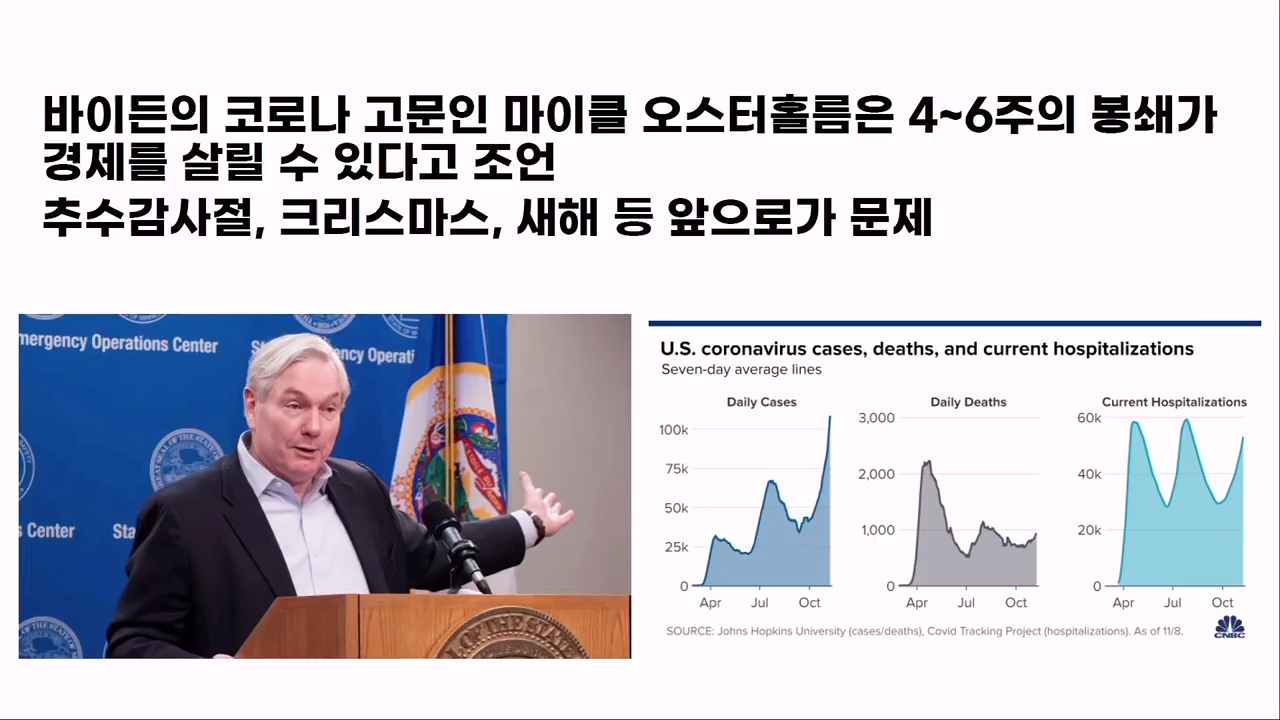 바이든의 코로나 고문인 마이클 오스터홀름은 4~6주의 봉쇄가
경제를 살릴 수 있다고 조언
추수감사절, 크리스마스, 새해 등 앞으로가 문제
mergency Operations Center
ency Operati
s Center
U.S. coronavirus cases, deaths, and current hospitalizations
Seven-day average lines
Daily Cases
100k
75k
50k
25k
0
Apr Jul Oct
Daily Deaths
3,000
2,000
1,000
0
Apr Jul Oct
Current Hospitalizations
60k
40k
20k
0
Apr Jul Oct
SOURCE: Johns Hopkins University (cases/deaths), Covid Tracking Project (hospitalizations). As of 11/8.
CNBC